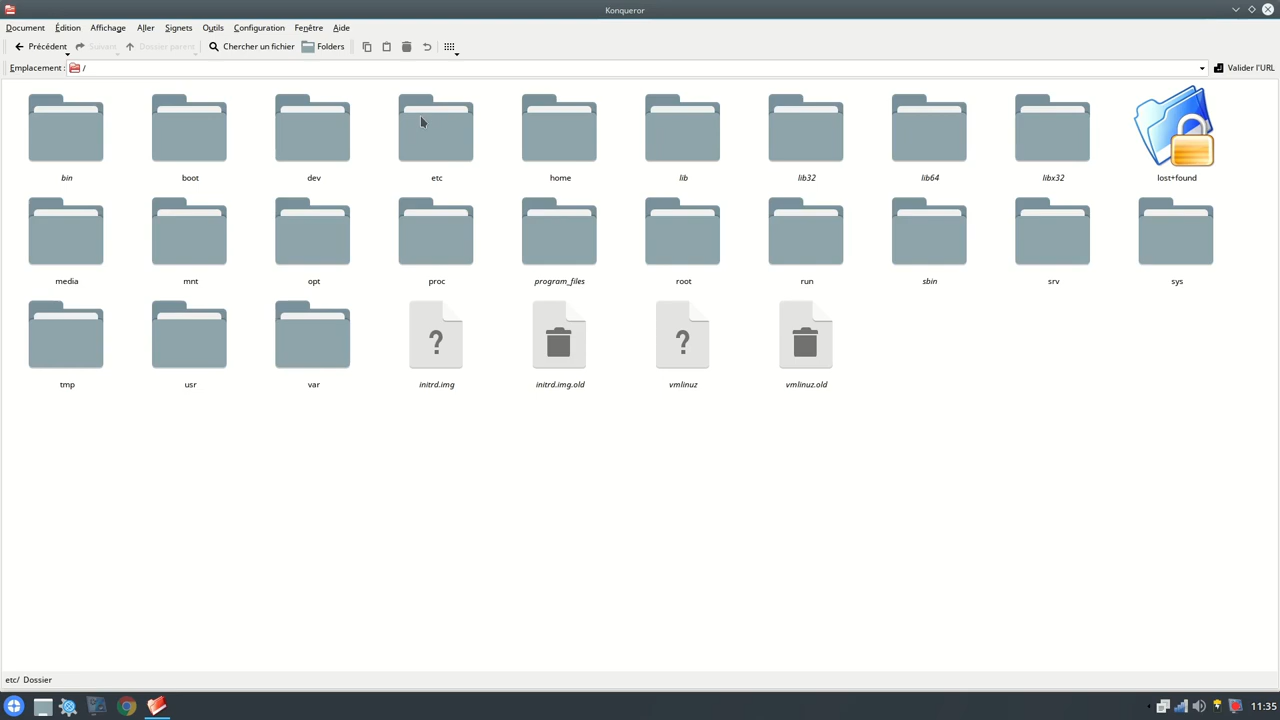 Konqueror
Document Édition Affichage Aller Signets Outils Configuration Fenêtre Aide
Précédent Suivant Dossier parent Chercher un fichier Folders
Emplacement : / Valider l'URL
bin boot dev etc home lib lib32 lib64 libx32 lost+found
media mnt opt proc program_files root run sbin srv sys
tmp usr var initrd.img initrd.img.old vmlinuz vmlinuz.old
etc/ Dossier
11:35